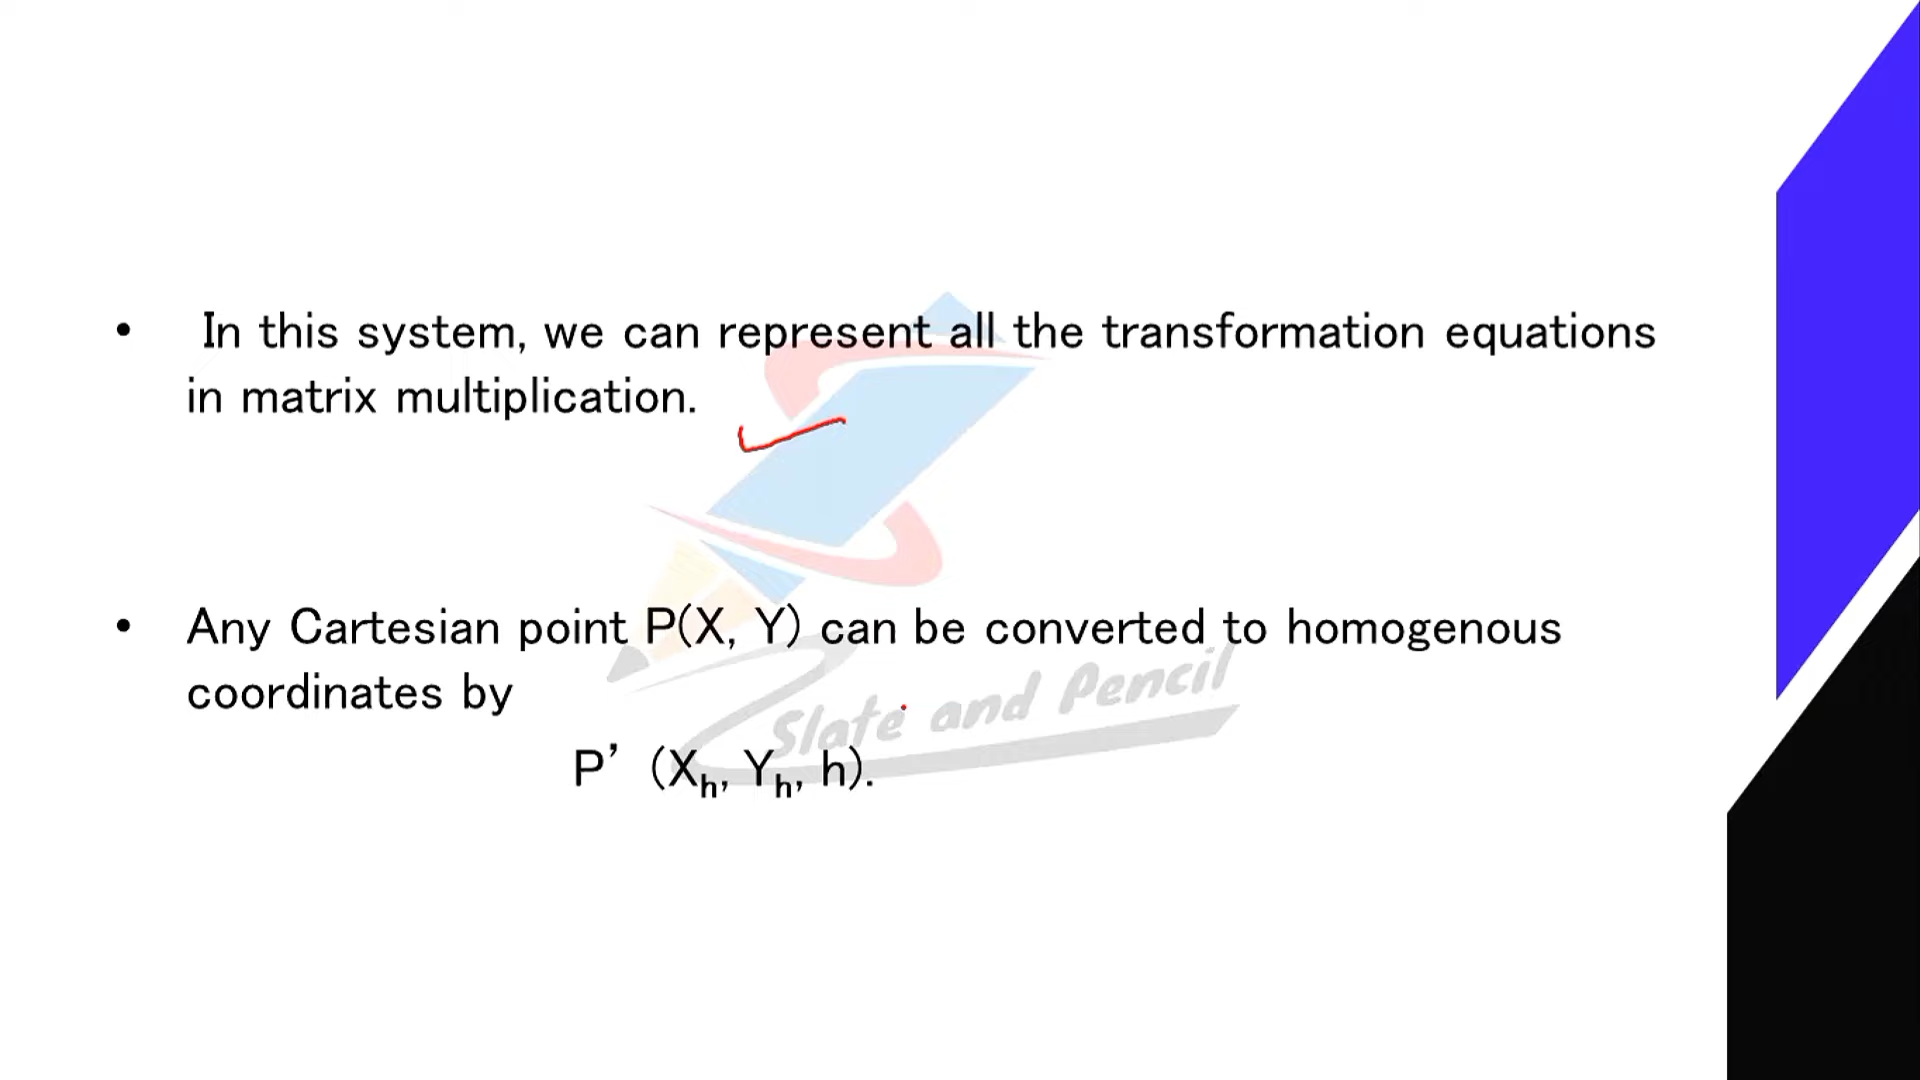 • In this system, we can represent all the transformation equations
in matrix multiplication.
• Any Cartesian point P(X, Y) can be converted to homogenous
coordinates by
Slate and Pencil
P’ (Xₕ, Yₕ, h).